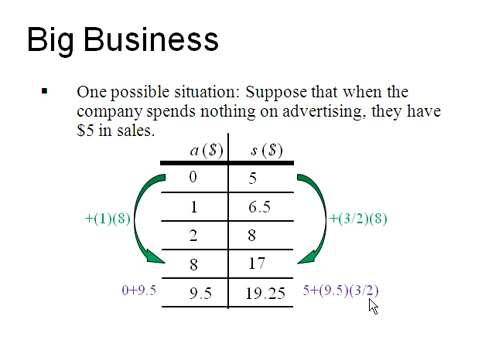 Big Business
▪ One possible situation: Suppose that when the
company spends nothing on advertising, they have
$5 in sales.
a ($) s ($)
0 5
1 6.5
+(1)(8) +(3/2)(8)
2 8
8 17
0+9.5 9.5 19.25 5+(9.5)(3/2)